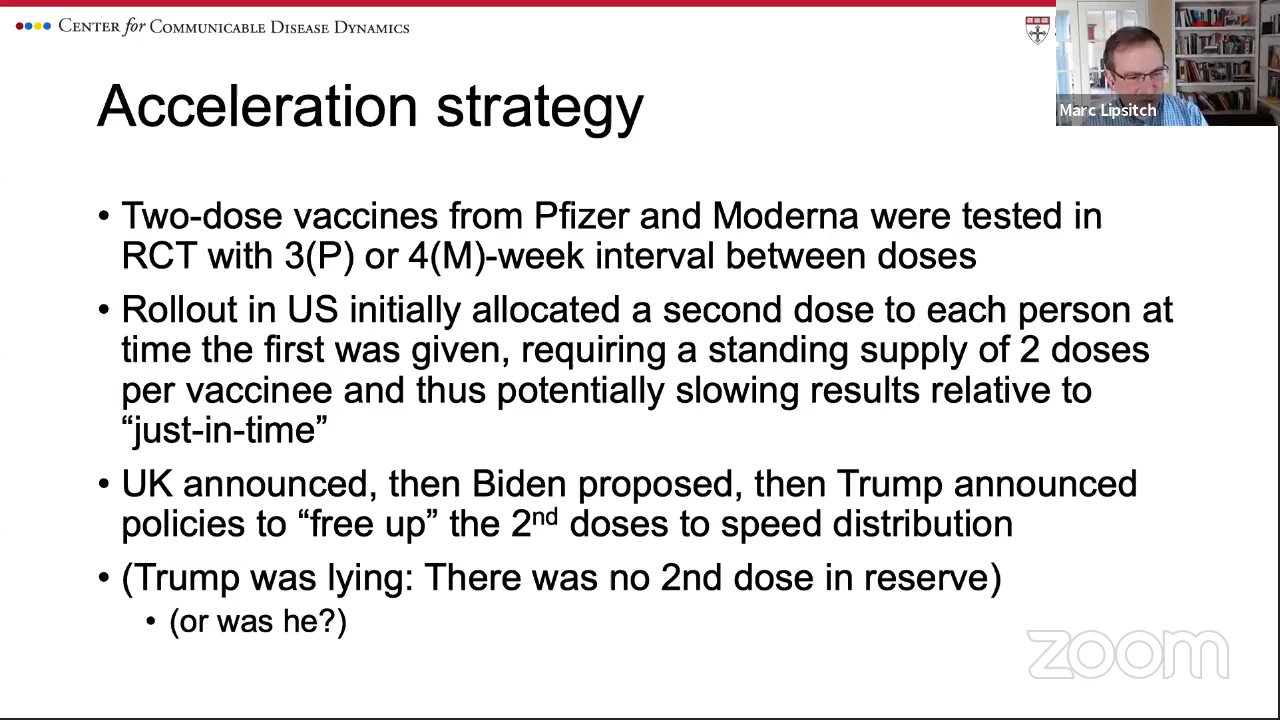 CENTER for COMMUNICABLE DISEASE DYNAMICS
Marc Lipsitch
Acceleration strategy
• Two-dose vaccines from Pfizer and Moderna were tested in
RCT with 3(P) or 4(M)-week interval between doses
• Rollout in US initially allocated a second dose to each person at
time the first was given, requiring a standing supply of 2 doses
per vaccinee and thus potentially slowing results relative to
“just-in-time”
• UK announced, then Biden proposed, then Trump announced
policies to “free up” the 2nd doses to speed distribution
• (Trump was lying: There was no 2nd dose in reserve)
• (or was he?)
zoom